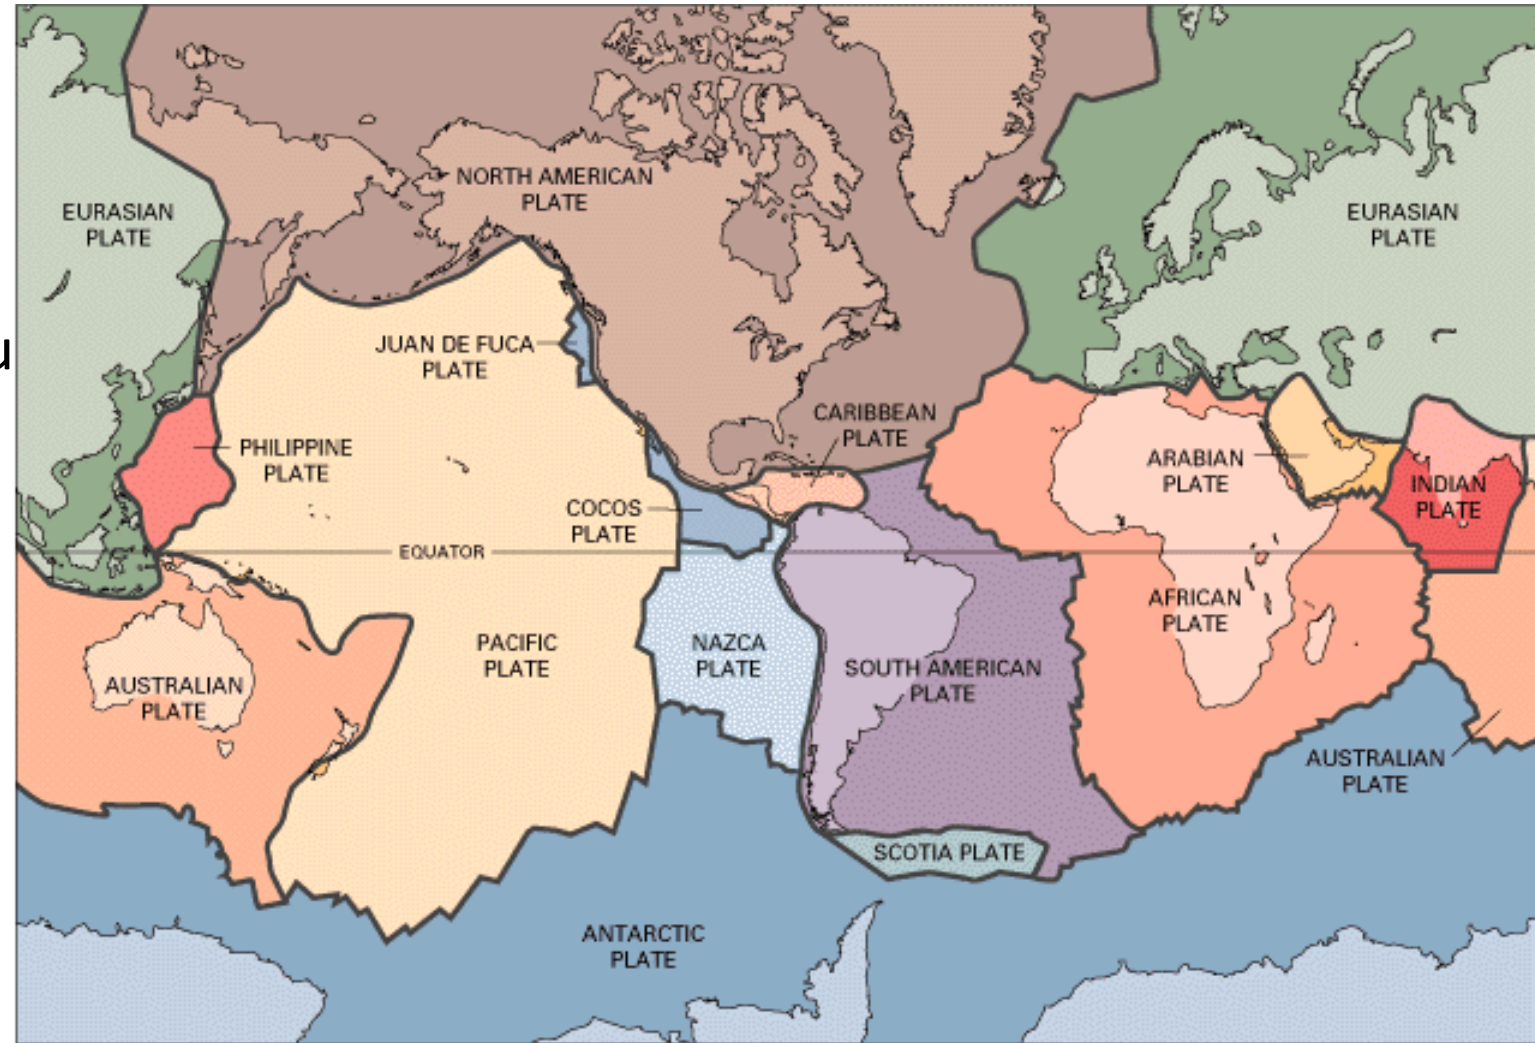 NORTH AMERICAN
PLATE
EURASIAN
PLATE
EURASIAN
PLATE
u
JUAN DE FUCA
PLATE
CARIBBEAN
PLATE
PHILIPPINE
PLATE
ARABIAN
PLATE
INDIAN
PLATE
COCOS
PLATE
EQUATOR
AFRICAN
PLATE
PACIFIC
PLATE
NAZCA
PLATE
SOUTH AMERICAN
PLATE
AUSTRALIAN
PLATE
AUSTRALIAN
PLATE
SCOTIA PLATE
ANTARCTIC
PLATE